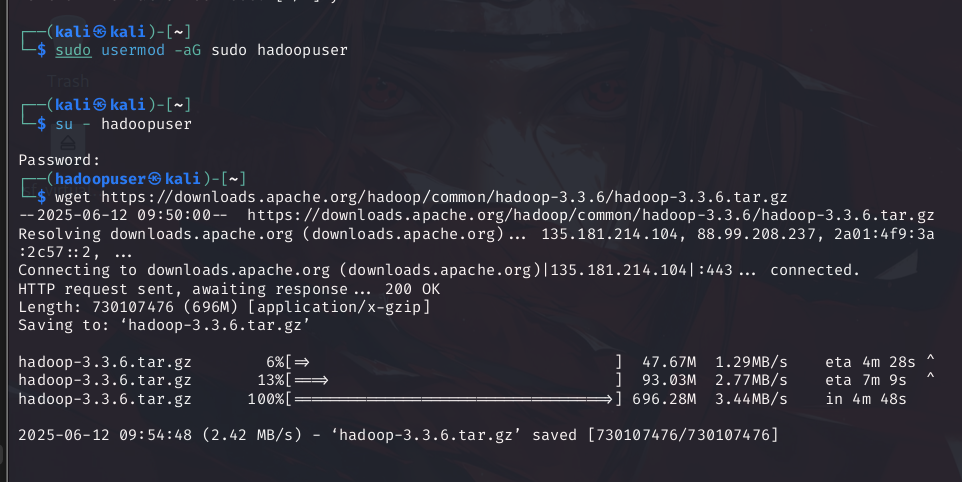 ┌──(kali㉿kali)-[~]
└─$ sudo usermod -aG sudo hadoopuser
Trash
┌──(kali㉿kali)-[~]
└─$ su - hadoopuser
Password:
┌──(hadoopuser㉿kali)-[~]
└─$ wget https://downloads.apache.org/hadoop/common/hadoop-3.3.6/hadoop-3.3.6.tar.gz
--2025-06-12 09:50:00--  https://downloads.apache.org/hadoop/common/hadoop-3.3.6/hadoop-3.3.6.tar.gz
Resolving downloads.apache.org (downloads.apache.org)... 135.181.214.104, 88.99.208.237, 2a01:4f9:3a
:2c57::2, ...
Connecting to downloads.apache.org (downloads.apache.org)|135.181.214.104|:443... connected.
HTTP request sent, awaiting response... 200 OK
Length: 730107476 (696M) [application/x-gzip]
Saving to: ‘hadoop-3.3.6.tar.gz’
hadoop-3.3.6.tar.gz 6%[=> ] 47.67M 1.29MB/s eta 4m 28s ^
hadoop-3.3.6.tar.gz 13%[===> ] 93.03M 2.77MB/s eta 7m 9s ^
hadoop-3.3.6.tar.gz 100%[==================================>] 696.28M 3.44MB/s in 4m 48s
2025-06-12 09:54:48 (2.42 MB/s) - ‘hadoop-3.3.6.tar.gz’ saved [730107476/730107476]